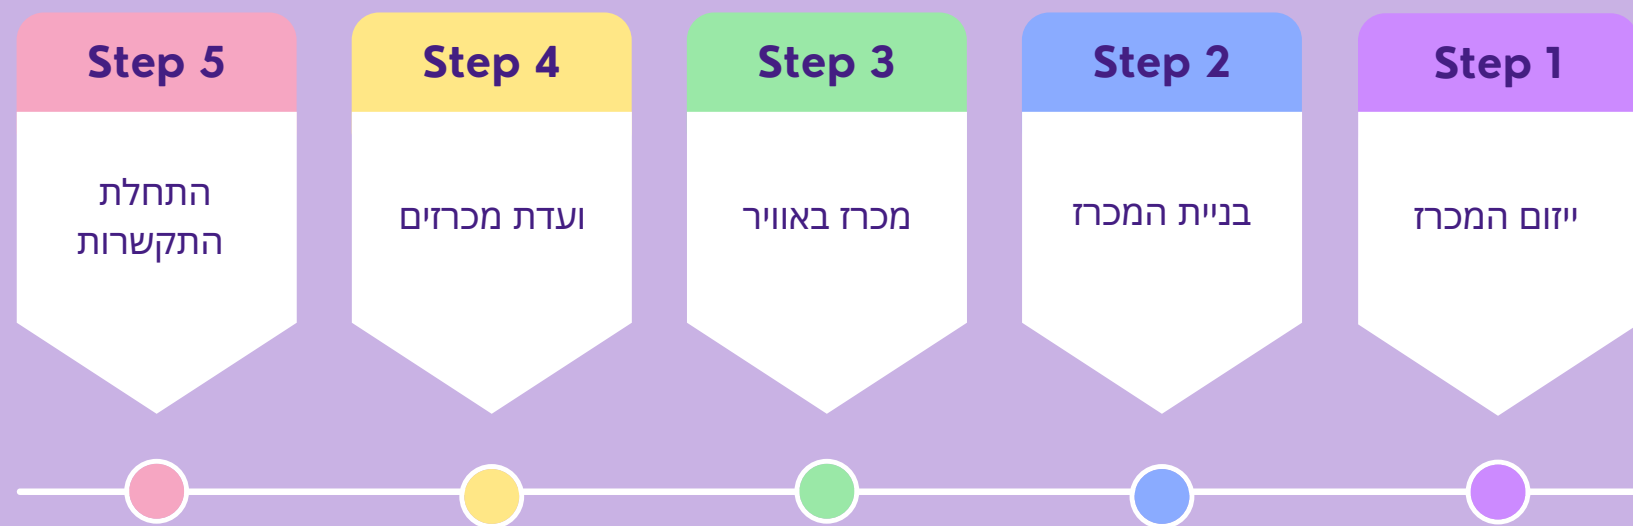 Step 1
ייזום המכרז
Step 2
בניית המכרז
Step 3
מכרז באוויר
Step 4
ועדת מכרזים
Step 5
התחלת
התקשרות